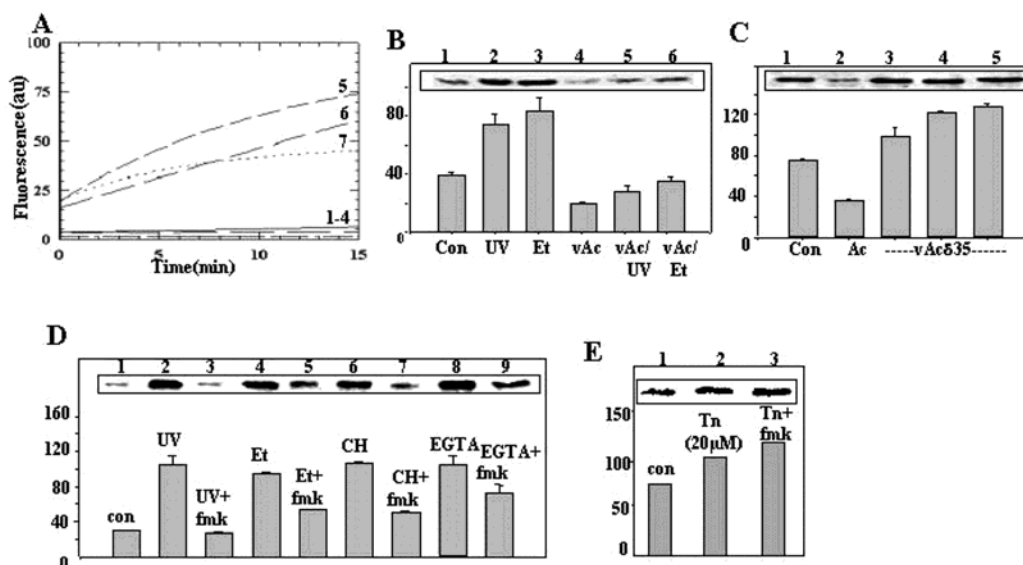 A
100
75
50
25
0
Fluorescence(au)
5
6
7
1-4
0 5 10 15
Time(min)
B
1 2 3 4 5 6
80
40
0
Con UV Et vAc vAc/ vAc/
UV Et
C
1 2 3 4 5
120
80
40
0
Con Ac -----vAcδ35------
D
1 2 3 4 5 6 7 8 9
160
120
80
40
0
con
UV
UV+
fmk
Et
Et+
fmk
CH
CH+
fmk
EGTA
EGTA+
fmk
E
1 2 3
150
100
50
0
con
Tn
(20µM)
Tn+
fmk